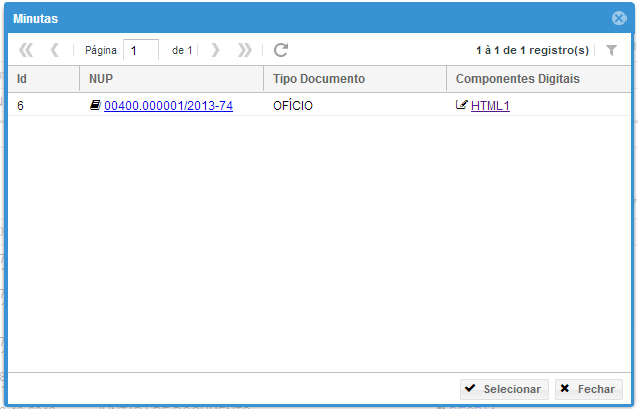 Minutas
Página 1 de 1 1 à 1 de 1 registro(s)
Id NUP Tipo Documento Componentes Digitais
6 00400.000001/2013-74 OFÍCIO HTML1
Selecionar Fechar